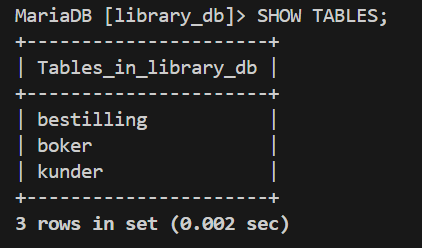 MariaDB [library_db]> SHOW TABLES;
+----------------------+
| Tables_in_library_db |
+----------------------+
| bestilling           |
| boker                |
| kunder               |
+----------------------+
3 rows in set (0.002 sec)